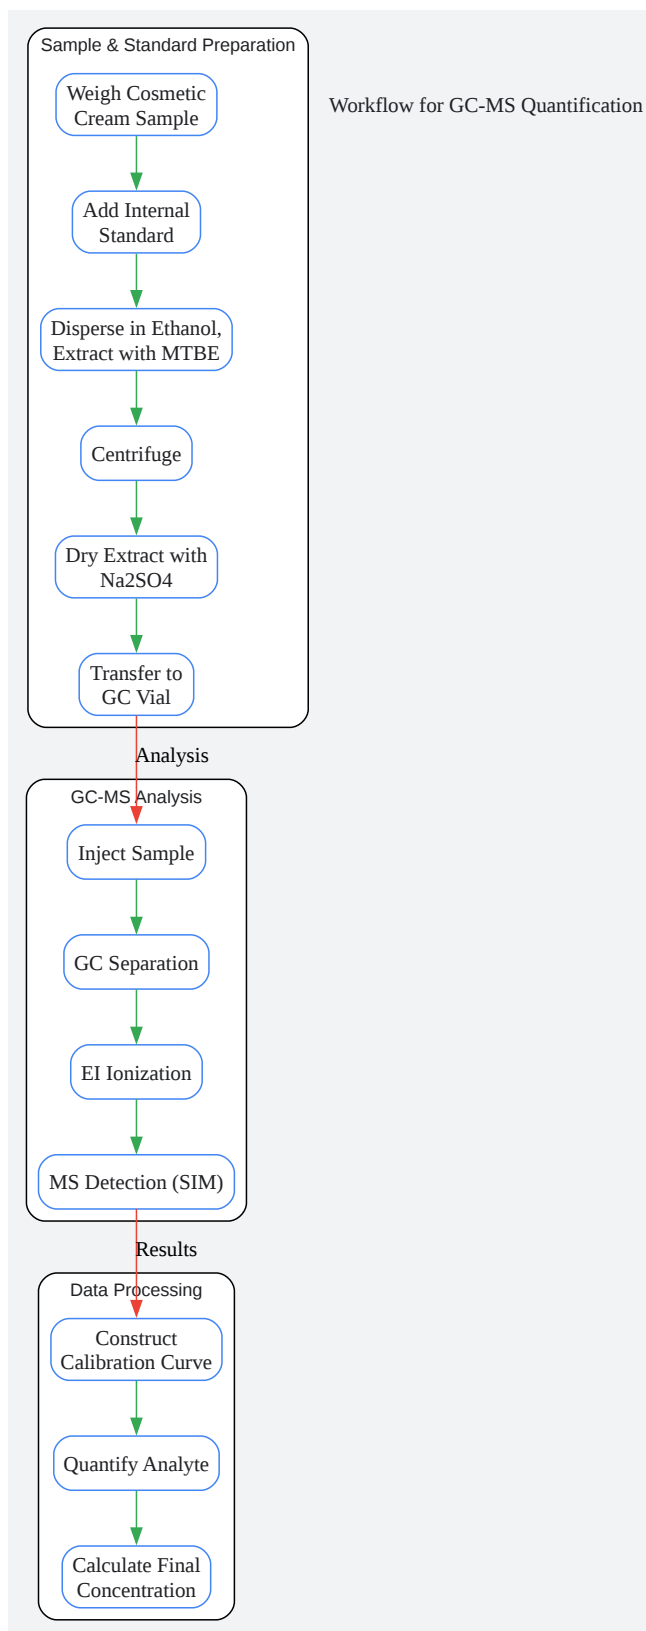 Sample & Standard Preparation
Weigh Cosmetic
Cream Sample
Workflow for GC-MS Quantification
Add Internal
Standard
Disperse in Ethanol,
Extract with MTBE
Centrifuge
Dry Extract with
Na2SO4
Transfer to
GC Vial
Analysis
GC-MS Analysis
Inject Sample
GC Separation
EI Ionization
MS Detection (SIM)
Results
Data Processing
Construct
Calibration Curve
Quantify Analyte
Calculate Final
Concentration